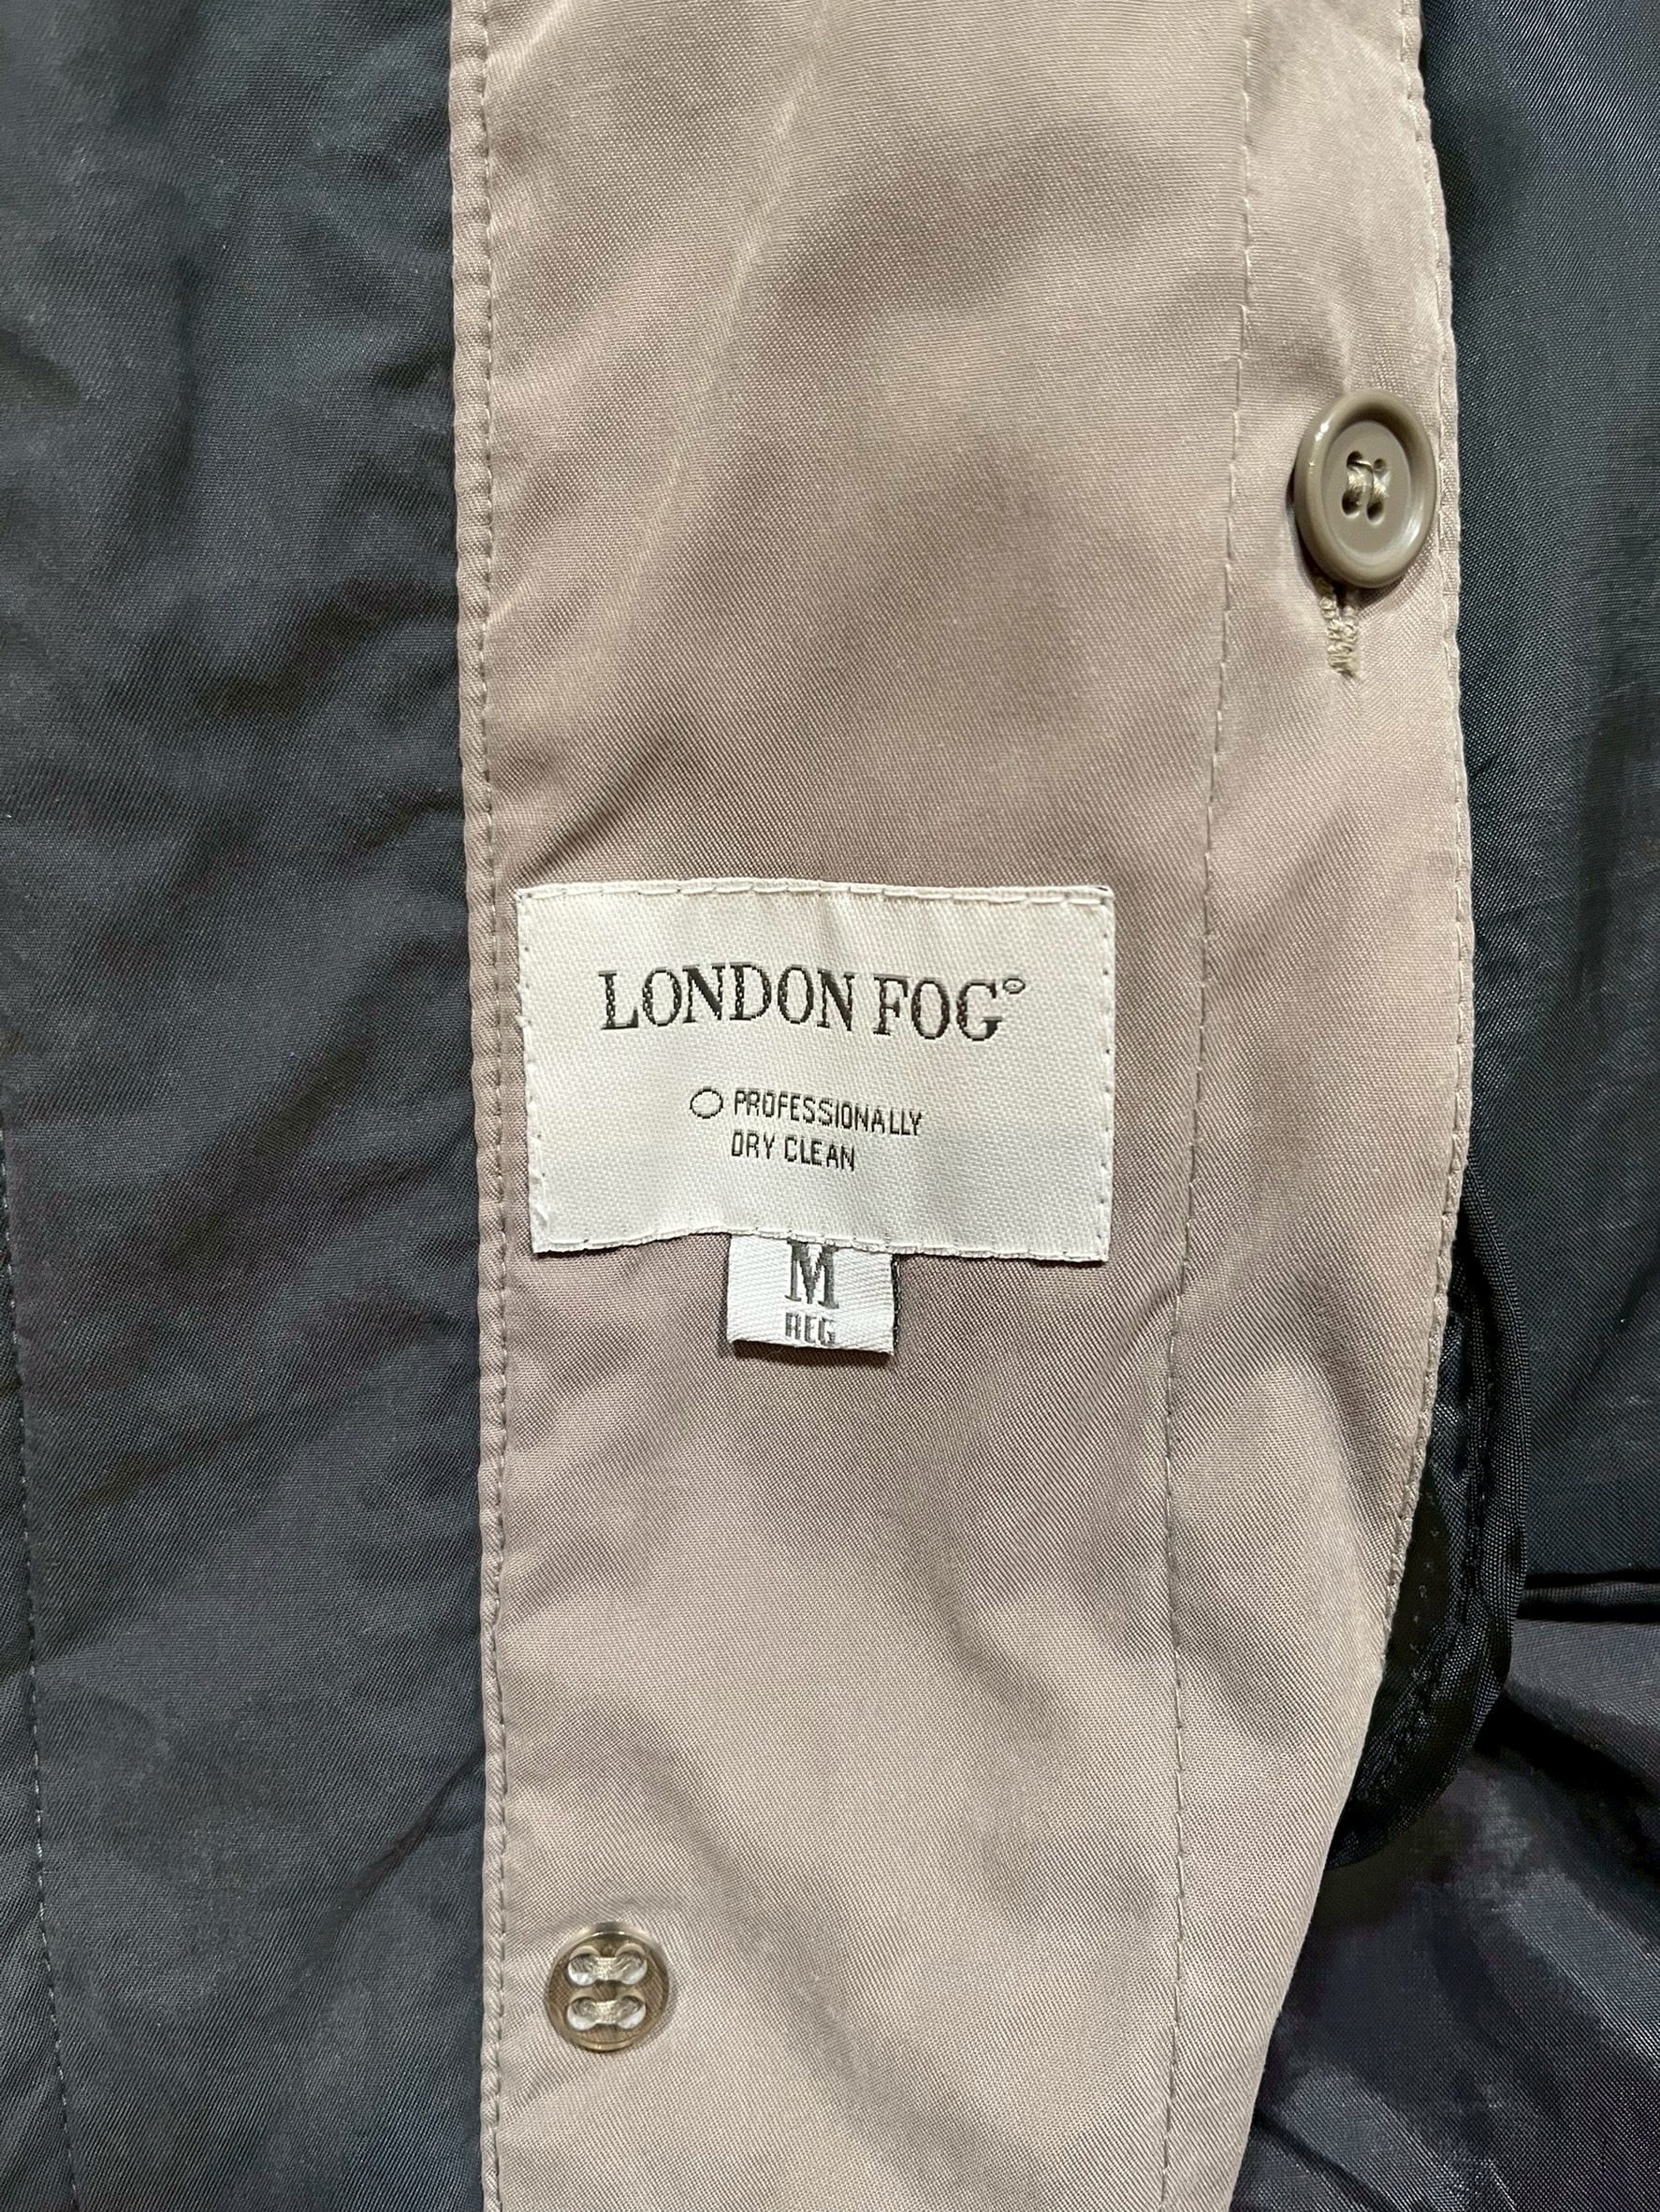 LONDON FOG®
PROFESSIONALLY
DRY CLEAN
M
REG